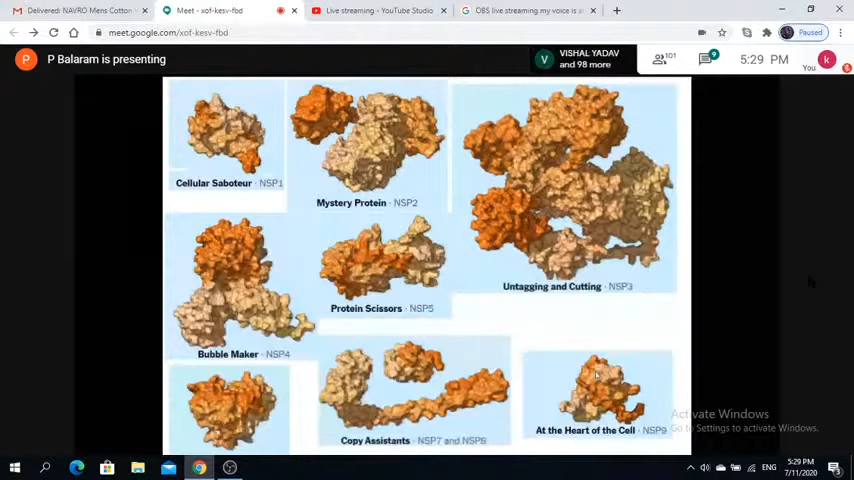 Delivered: NAVRO Mens Cotton
Meet - xof-kesv-fbd
Live streaming - YouTube Studio
OBS live streaming.my voice is
meet.google.com/xof-kesv-fbd
Paused
P
P Balaram is presenting
V
VISHAL YADAV
and 98 more
101
9
5:29 PM
You
k
Cellular Saboteur · NSP1
Mystery Protein · NSP2
Untagging and Cutting · NSP3
Bubble Maker · NSP4
Protein Scissors · NSP5
Copy Assistants · NSP7 and NSP8
At the Heart of the Cell · NSP9
Activate Windows
Go to Settings to activate Windows.
ENG
5:29 PM
7/11/2020
3